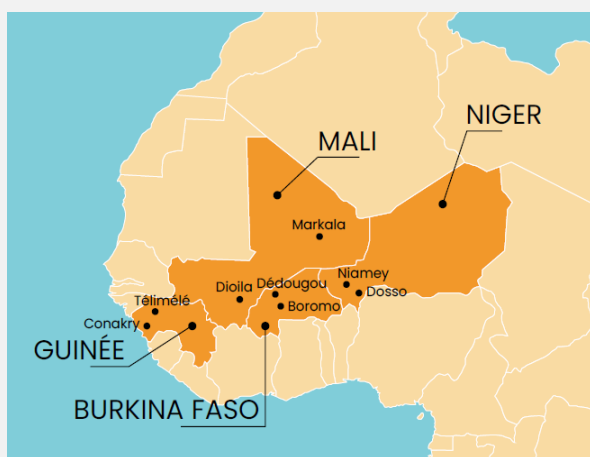 NIGER
MALI
Markala
Niamey
Dédougou
Dioila
Dosso
Télimélé
Boromo
Conakry
GUINÉE
BURKINA FASO